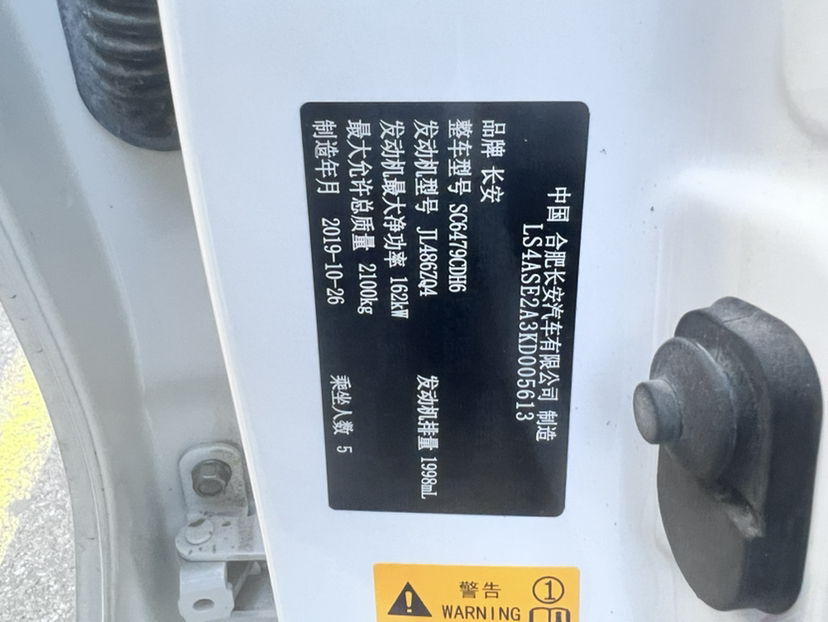 中国 合肥长安汽车有限公司 制造
LS4ASE2A3KD005613
品牌 长安
整车型号 SC6479CDH6
发动机型号 JL486ZQ4 发动机排量 1998mL
发动机最大净功率 162kW
最大允许总质量 2100kg
制造年月 2019-10-26 乘坐人数 5
警告
WARNING
1